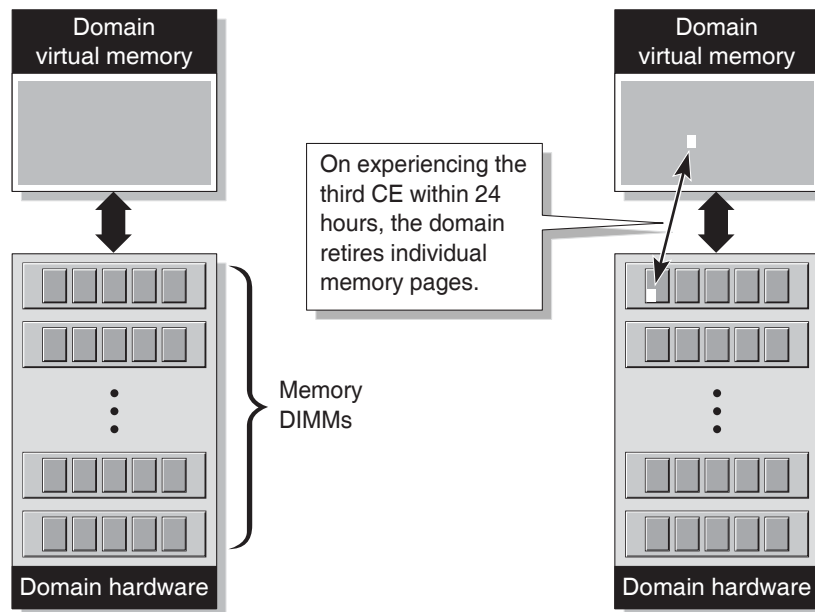 Domain
virtual memory
Domain
virtual memory
On experiencing the
third CE within 24
hours, the domain
retires individual
memory pages.
Memory
DIMMs
Domain hardware
Domain hardware